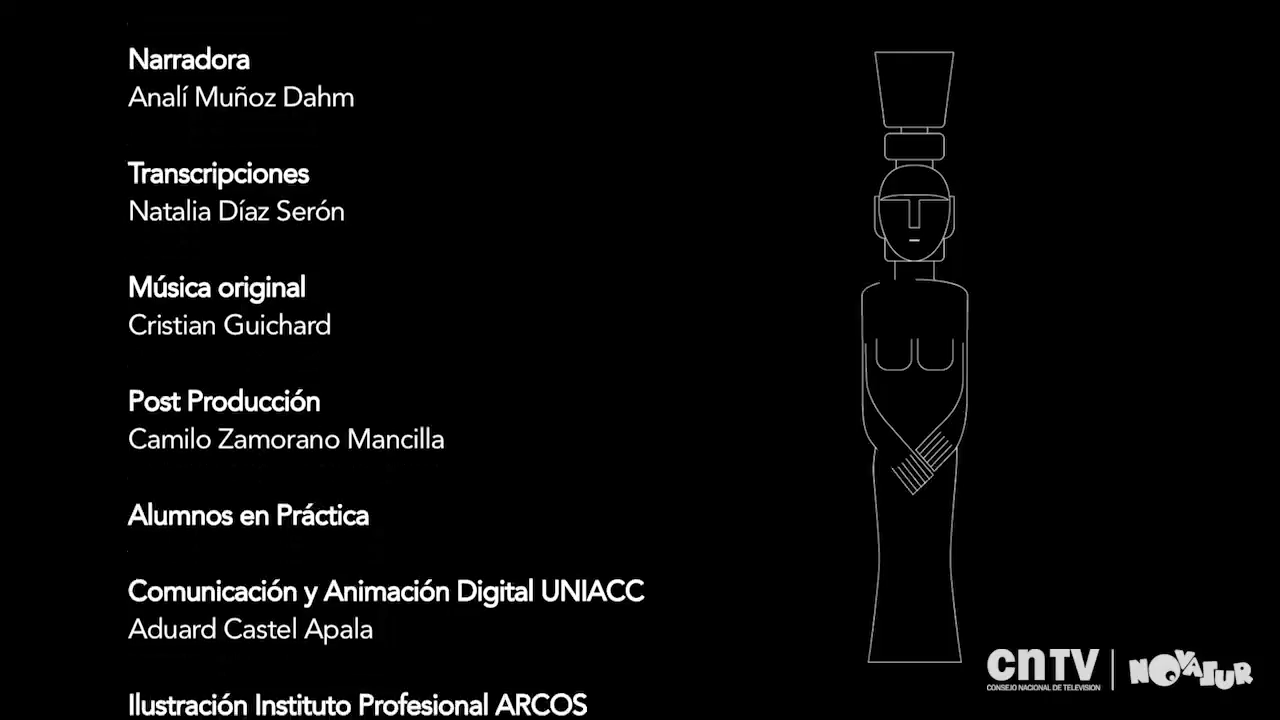 Narradora
Analí Muñoz Dahm
Transcripciones
Natalia Díaz Serón
Música original
Cristian Guichard
Post Producción
Camilo Zamorano Mancilla
Alumnos en Práctica
Comunicación y Animación Digital UNIACC
Aduard Castel Apala
Ilustración Instituto Profesional ARCOS
cnTV
CONSEJO NACIONAL DE TELEVISION
NOVASUR